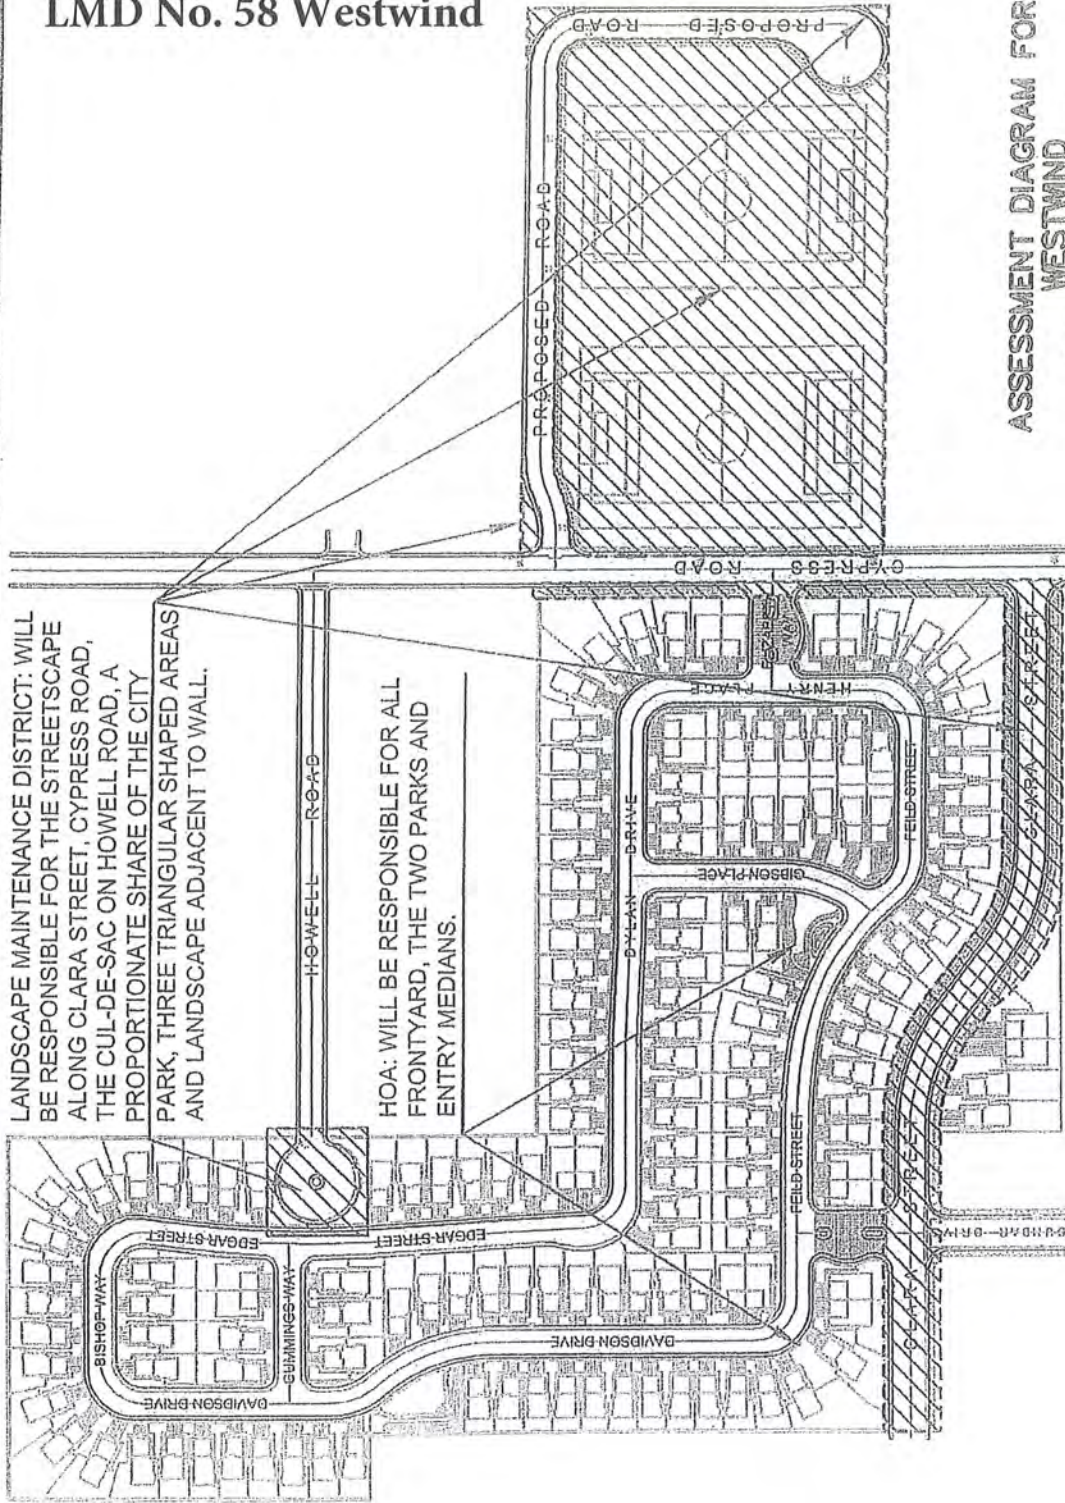 LMD No. 58 Westwind
PROPOSED ROAD
PROPOSED ROAD
LANDSCAPE MAINTENANCE DISTRICT: WILL
BE RESPONSIBLE FOR THE STREETSCAPE
ALONG CLARA STREET, CYPRESS ROAD,
THE CUL-DE-SAC ON HOWELL ROAD, A
PROPORTIONATE SHARE OF THE CITY
PARK, THREE TRIANGULAR SHAPED AREAS
AND LANDSCAPE ADJACENT TO WALL.
HOWELL ROAD
HOA: WILL BE RESPONSIBLE FOR ALL
FRONTYARD, THE TWO PARKS AND
ENTRY MEDIANS.
CYPRESS ROAD
WAY
HENRY PLACE
DYLAN DRIVE
GIBSON PLACE
FEILD STREET
CLARA STREET
EDGAR STREET
EDGAR STREET
BISHOP WAY
CUMMINGS WAY
DAVIDSON DRIVE
DAVIDSON DRIVE
FEILD STREET
CLARA STREET
DUNBAR DRIVE
ASSESSMENT DIAGRAM FOR
WESTWIND